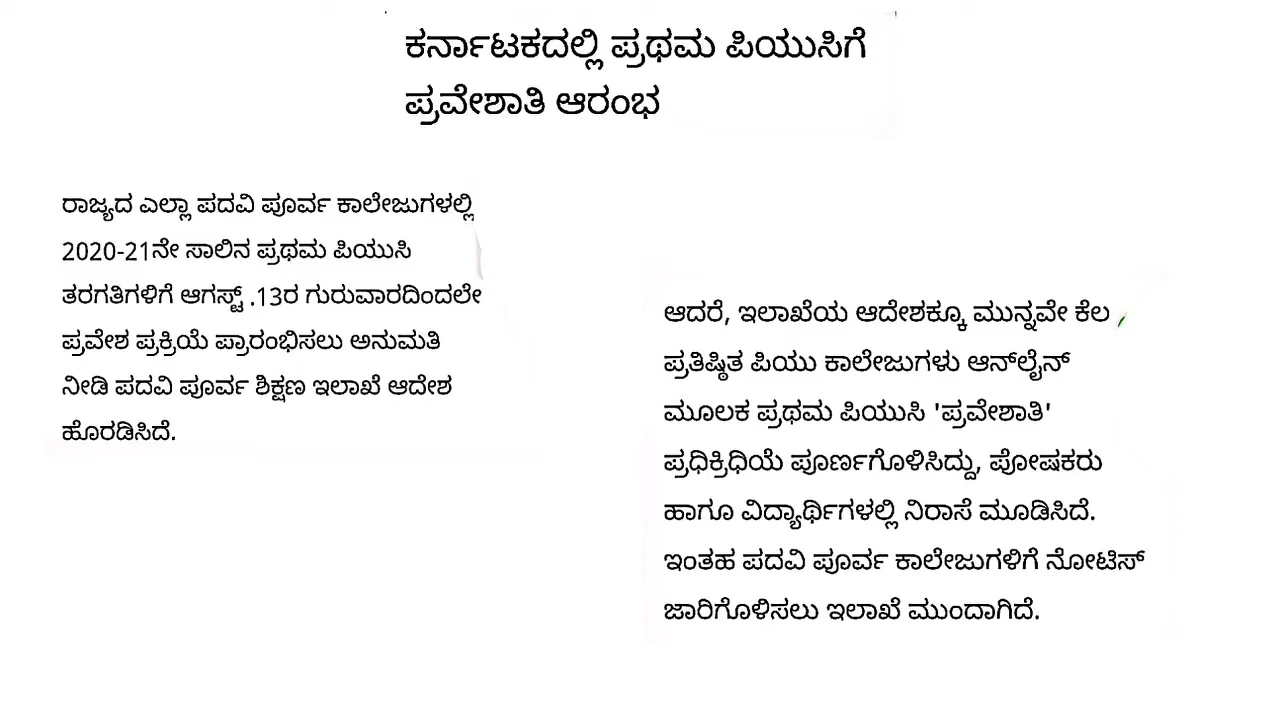 ಕರ್ನಾಟಕದಲ್ಲಿ ಪ್ರಥಮ ಪಿಯುಸಿಗೆ
ಪ್ರವೇಶಾತಿ ಆರಂಭ
ರಾಜ್ಯದ ಎಲ್ಲಾ ಪದವಿ ಪೂರ್ವ ಕಾಲೇಜುಗಳಲ್ಲಿ
2020-21ನೇ ಸಾಲಿನ ಪ್ರಥಮ ಪಿಯುಸಿ
ತರಗತಿಗಳಿಗೆ ಆಗಸ್ಟ್ .13ರ ಗುರುವಾರದಿಂದಲೇ
ಪ್ರವೇಶ ಪ್ರಕ್ರಿಯೆ ಪ್ರಾರಂಭಿಸಲು ಅನುಮತಿ
ನೀಡಿ ಪದವಿ ಪೂರ್ವ ಶಿಕ್ಷಣ ಇಲಾಖೆ ಆದೇಶ
ಹೊರಡಿಸಿದೆ.
ಆದರೆ, ಇಲಾಖೆಯ ಆದೇಶಕ್ಕೂ ಮುನ್ನವೇ ಕೆಲ
ಪ್ರತಿಷ್ಠಿತ ಪಿಯು ಕಾಲೇಜುಗಳು ಆನ್‌ಲೈನ್
ಮೂಲಕ ಪ್ರಥಮ ಪಿಯುಸಿ 'ಪ್ರವೇಶಾತಿ'
ಪ್ರಧಿಕ್ರಿಧಿಯೆ ಪೂರ್ಣಗೊಳಿಸಿದ್ದು, ಪೋಷಕರು
ಹಾಗೂ ವಿದ್ಯಾರ್ಥಿಗಳಲ್ಲಿ ನಿರಾಸೆ ಮೂಡಿಸಿದೆ.
ಇಂತಹ ಪದವಿ ಪೂರ್ವ ಕಾಲೇಜುಗಳಿಗೆ ನೋಟಿಸ್
ಜಾರಿಗೊಳಿಸಲು ಇಲಾಖೆ ಮುಂದಾಗಿದೆ.